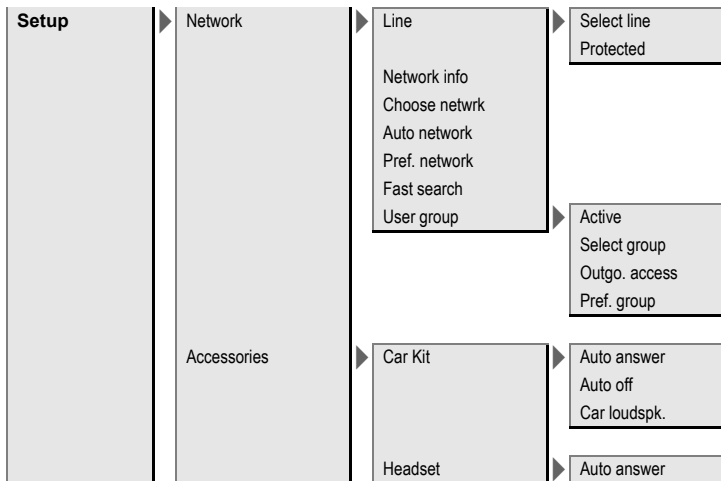 Setup
Network
Line
Select line
Protected
Network info
Choose netwrk
Auto network
Pref. network
Fast search
User group
Active
Select group
Outgo. access
Pref. group
Accessories
Car Kit
Auto answer
Auto off
Car loudspk.
Headset
Auto answer